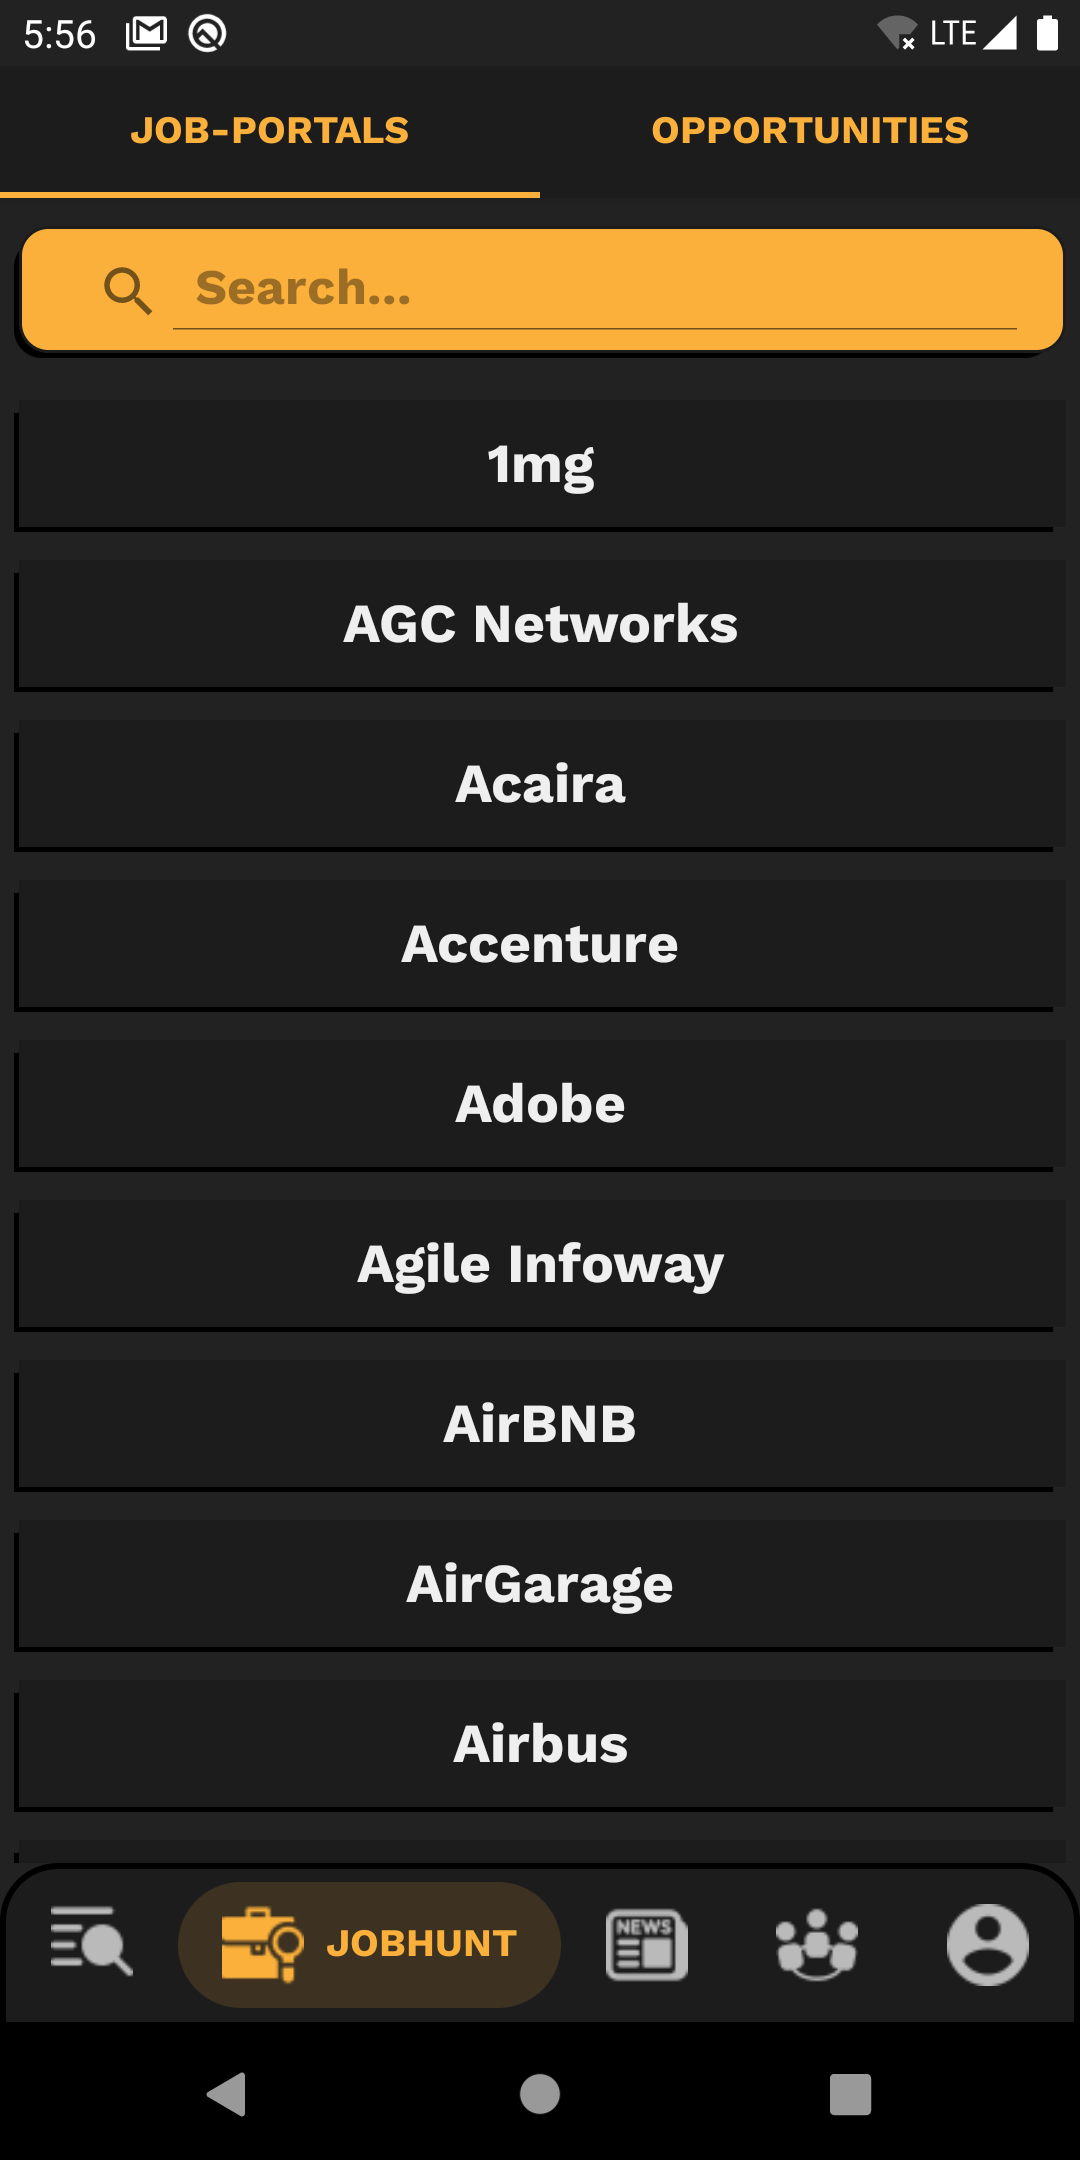 5:56
LTE
JOB-PORTALS
OPPORTUNITIES
Search...
1mg
AGC Networks
Acaira
Accenture
Adobe
Agile Infoway
AirBNB
AirGarage
Airbus
JOBHUNT
NEWS